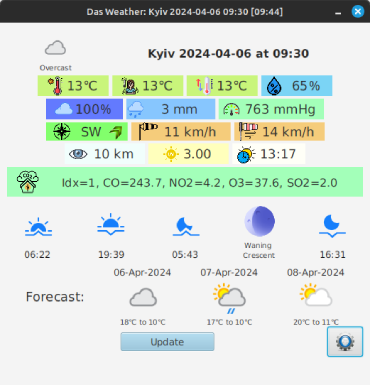 Das Weather: Kyiv 2024-04-06 09:30 [09:44]
Kyiv 2024-04-06 at 09:30
Overcast
13°C 13°C 13°C 65%
100% 3 mm 763 mmHg
SW 11 km/h 14 km/h
10 km 3.00 13:17
CO2
Idx=1, CO=243.7, NO2=4.2, O3=37.6, SO2=2.0
06:22 19:39 05:43 Waning Crescent 16:31
06-Apr-2024 07-Apr-2024 08-Apr-2024
Forecast:
18°C to 10°C 17°C to 10°C 20°C to 11°C
Update